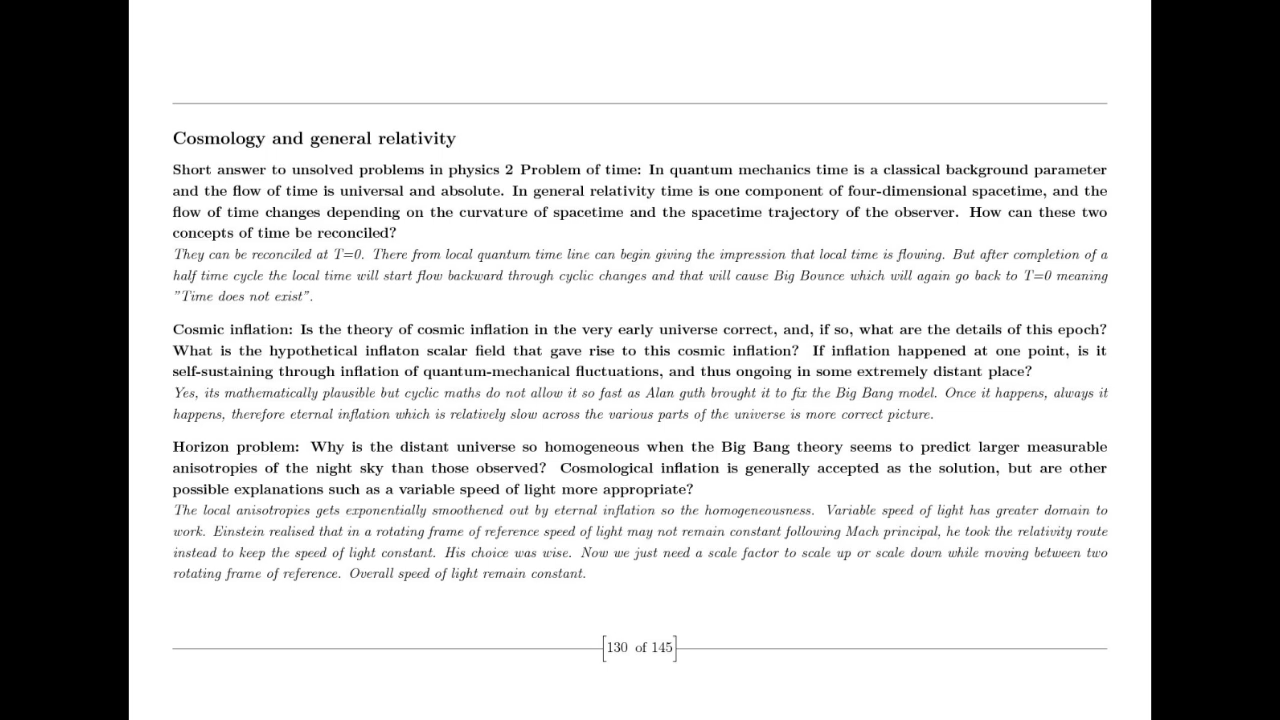 Cosmology and general relativity
Short answer to unsolved problems in physics 2 Problem of time: In quantum mechanics time is a classical background parameter
and the flow of time is universal and absolute. In general relativity time is one component of four-dimensional spacetime, and the
flow of time changes depending on the curvature of spacetime and the spacetime trajectory of the observer. How can these two
concepts of time be reconciled?
They can be reconciled at T=0. There from local quantum time line can begin giving the impression that local time is flowing. But after completion of a
half time cycle the local time will start flow backward through cyclic changes and that will cause Big Bounce which will again go back to T=0 meaning
"Time does not exist".
Cosmic inflation: Is the theory of cosmic inflation in the very early universe correct, and, if so, what are the details of this epoch?
What is the hypothetical inflaton scalar field that gave rise to this cosmic inflation? If inflation happened at one point, is it
self-sustaining through inflation of quantum-mechanical fluctuations, and thus ongoing in some extremely distant place?
Yes, its mathematically plausible but cyclic maths do not allow it so fast as Alan guth brought it to fix the Big Bang model. Once it happens, always it
happens, therefore eternal inflation which is relatively slow across the various parts of the universe is more correct picture.
Horizon problem: Why is the distant universe so homogeneous when the Big Bang theory seems to predict larger measurable
anisotropies of the night sky than those observed? Cosmological inflation is generally accepted as the solution, but are other
possible explanations such as a variable speed of light more appropriate?
The local anisotropies gets exponentially smoothened out by eternal inflation so the homogeneousness. Variable speed of light has greater domain to
work. Einstein realised that in a rotating frame of reference speed of light may not remain constant following Mach principal, he took the relativity route
instead to keep the speed of light constant. His choice was wise. Now we just need a scale factor to scale up or scale down while moving between two
rotating frame of reference. Overall speed of light remain constant.
130 of 145